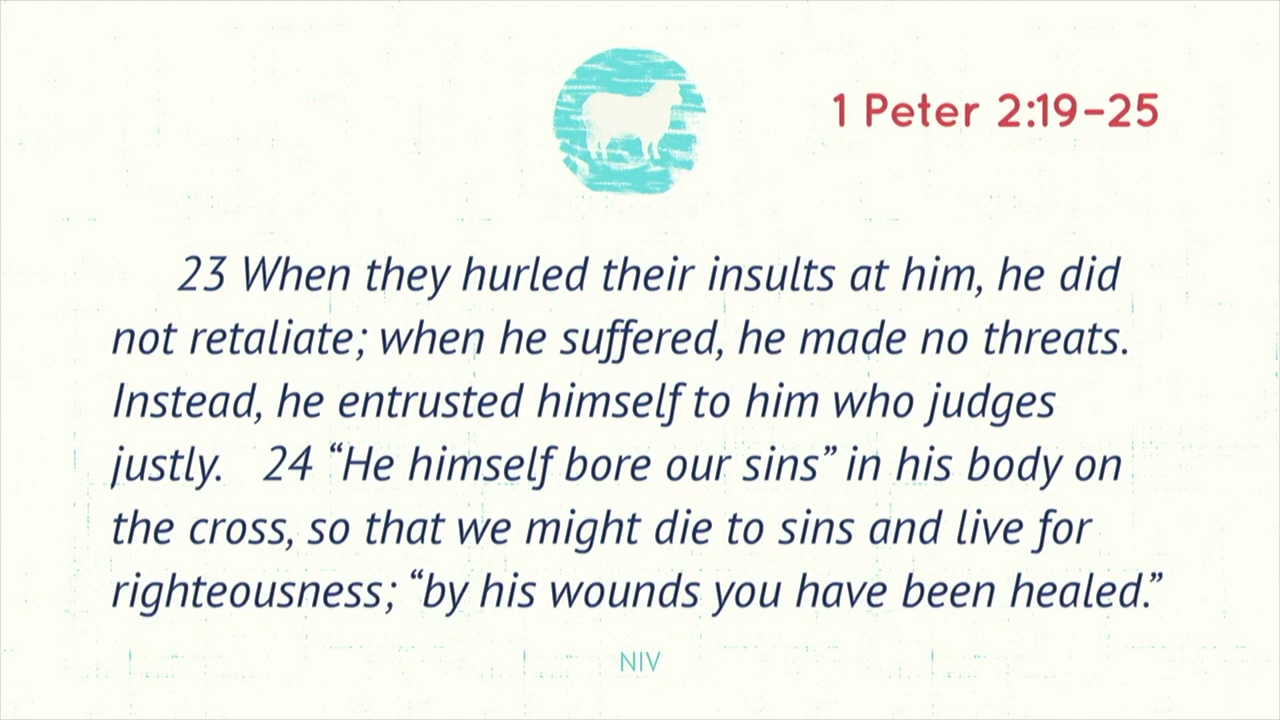 1 Peter 2:19–25
23 When they hurled their insults at him, he did
not retaliate; when he suffered, he made no threats.
Instead, he entrusted himself to him who judges
justly. 24 “He himself bore our sins” in his body on
the cross, so that we might die to sins and live for
righteousness; “by his wounds you have been healed.”
NIV